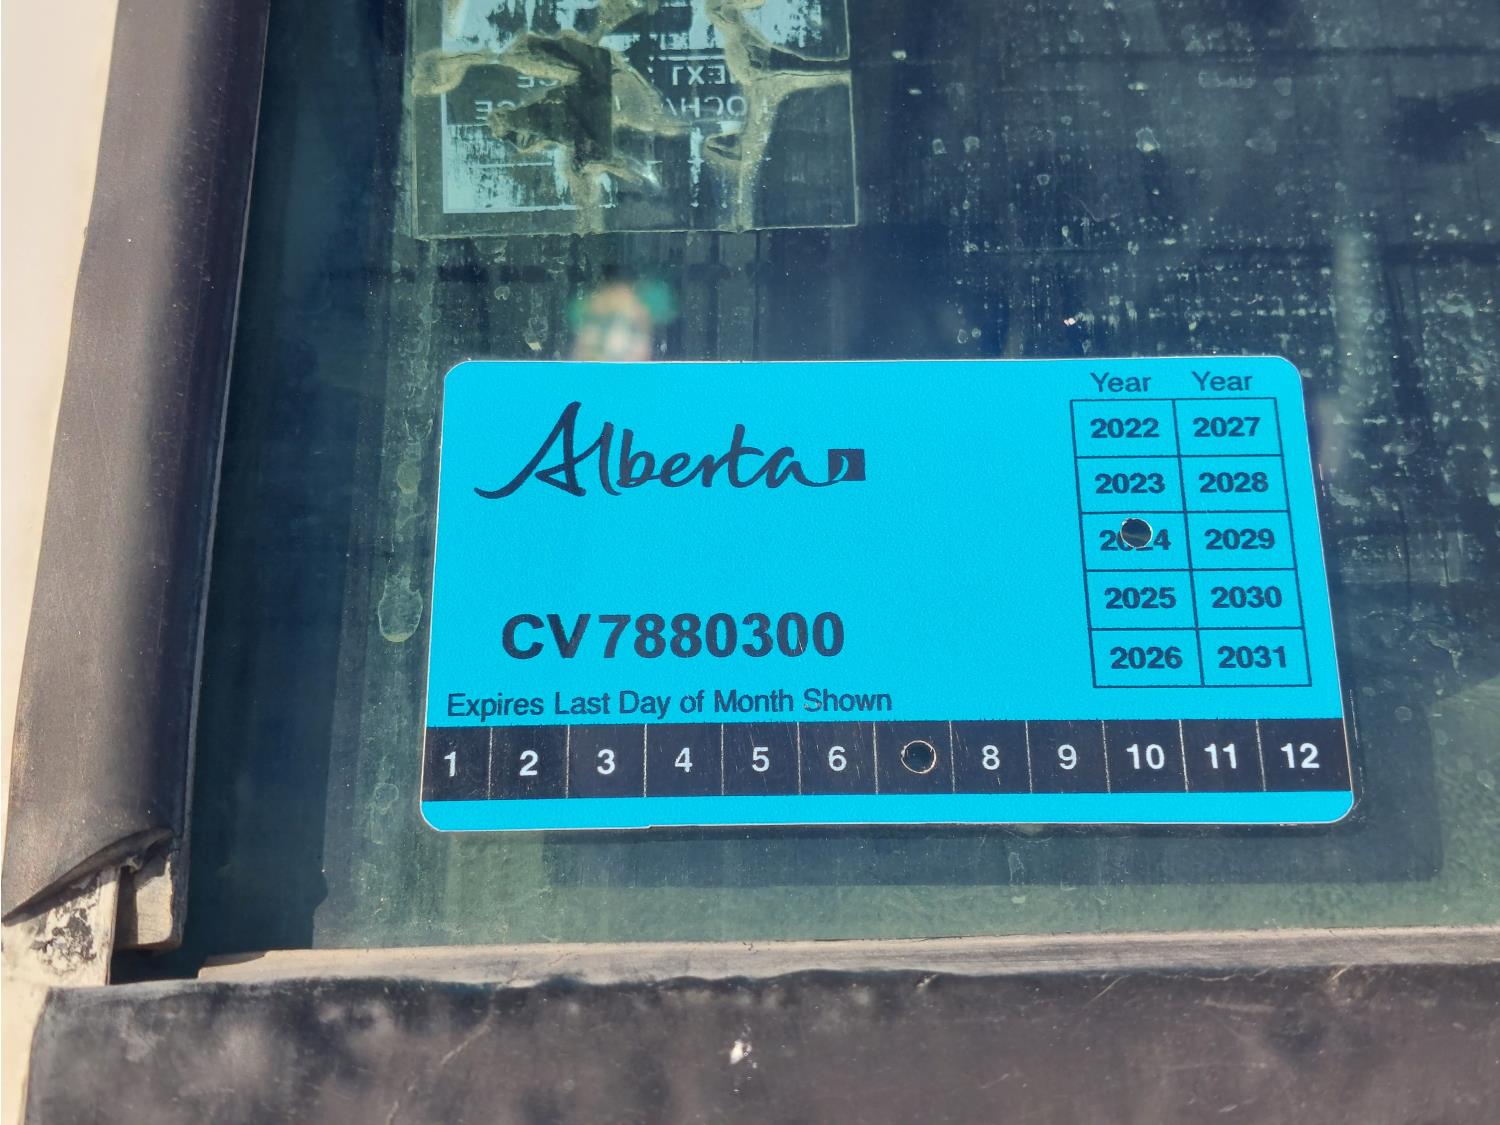 Alberta
Year Year
2022 2027
2023 2028
2024 2029
2025 2030
2026 2031
CV7880300
Expires Last Day of Month Shown
1 2 3 4 5 6 8 9 10 11 12